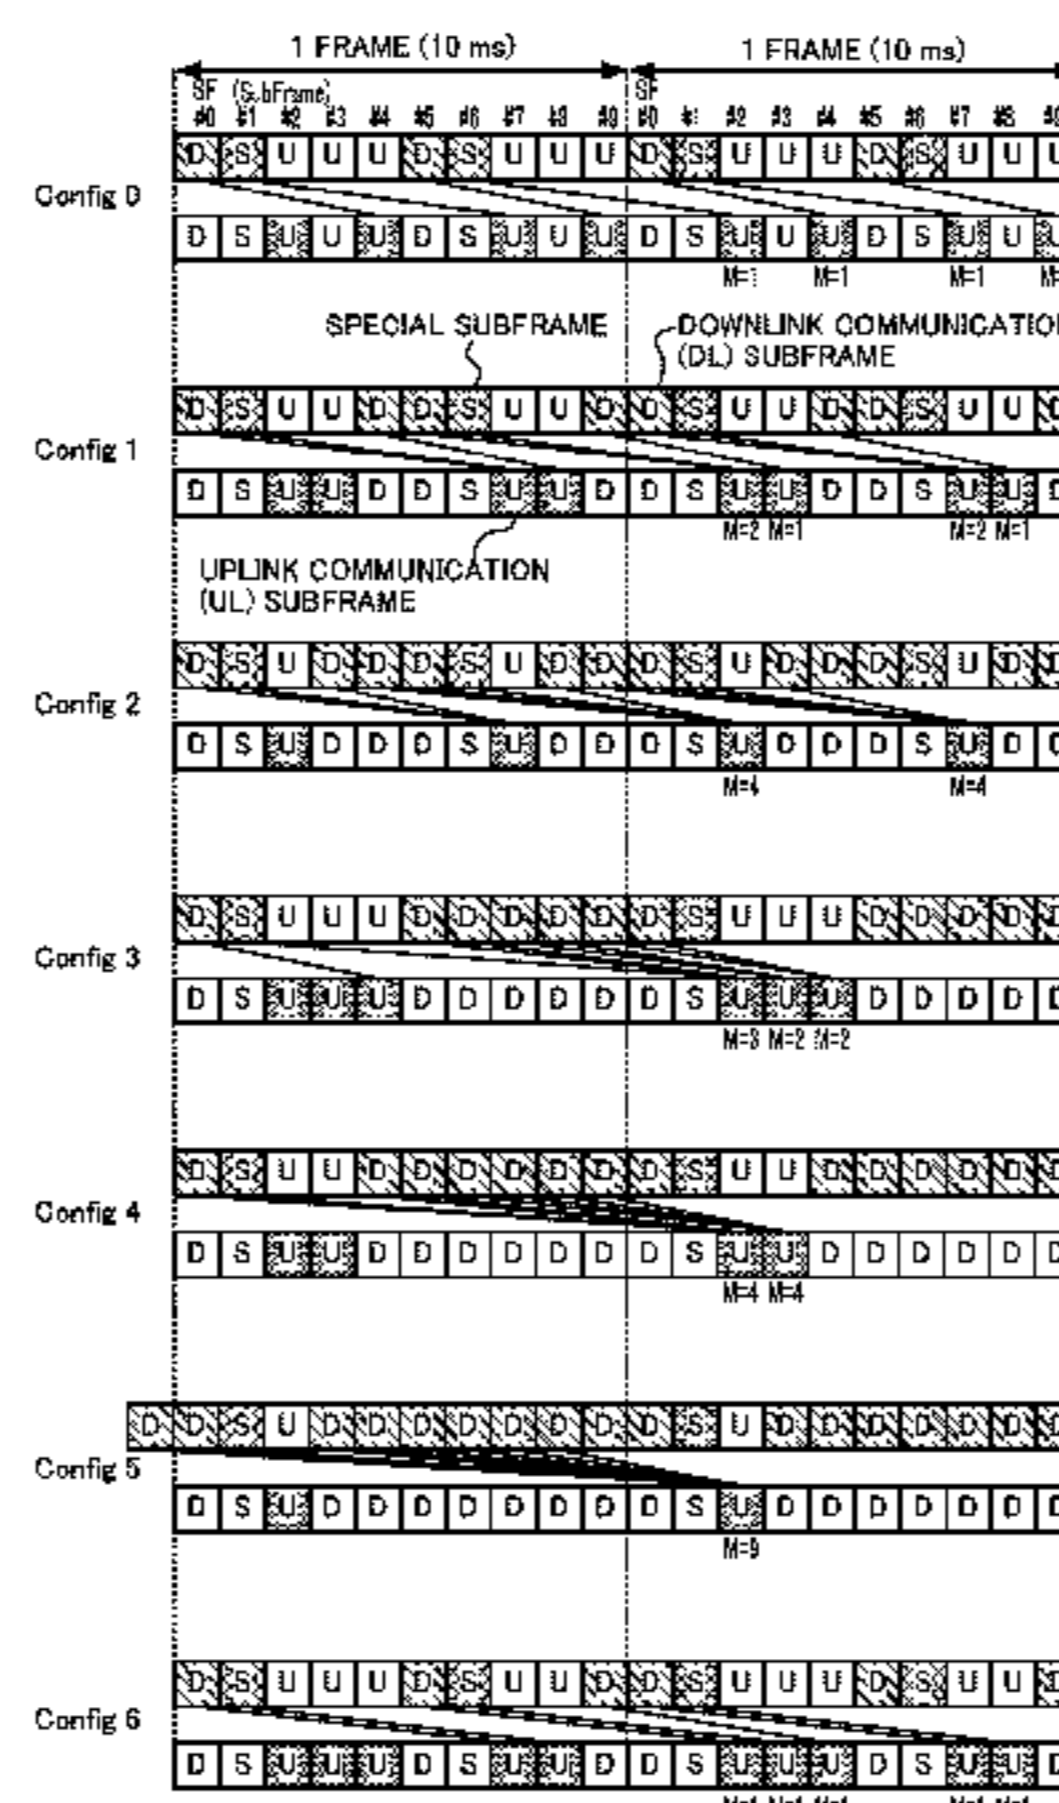 1 FRAME (10 ms) 1 FRAME (10 ms)
SF (SubFrame) SF
#0 #1 #2 #3 #4 #5 #6 #7 #8 #9 #0 #1 #2 #3 #4 #5 #6 #7 #8
D S U U U D S U U U D S U U U D S U U U
Config 0
D S U U U D S U U U D S U U U D S U U U
M=1 M=1 M=1
SPECIAL SUBFRAME
DOWNLINK COMMUNICATIO
(DL) SUBFRAME
D S U U D D S U U D D S U U D D S U U D
Config 1
D S U U D D S U U D D S U U D D S U U D
M=2 M=1 M=2 M=1
UPLINK COMMUNICATION
(UL) SUBFRAME
D S U D D D S U D D D S U D D D S U D D
Config 2
D S U D D D S U D D D S U D D D S U D D
M=4 M=4
D S U U U D D D D D D S U U U D D D D D
Config 3
D S U U U D D D D D D S U U U D D D D D
M=3 M=2 M=2
D S U U D D D D D D D S U U D D D D D D
Config 4
D S U U D D D D D D D S U U D D D D D D
M=4 M=4
D D S U D D D D D D D D S U D D D D D D D
Config 5
D S U D D D D D D D D S U D D D D D D D
M=9
D S U U U D S U U D D S U U U D S U U D
Config 6
D S U U U D S U U D D S U U U D S U U D